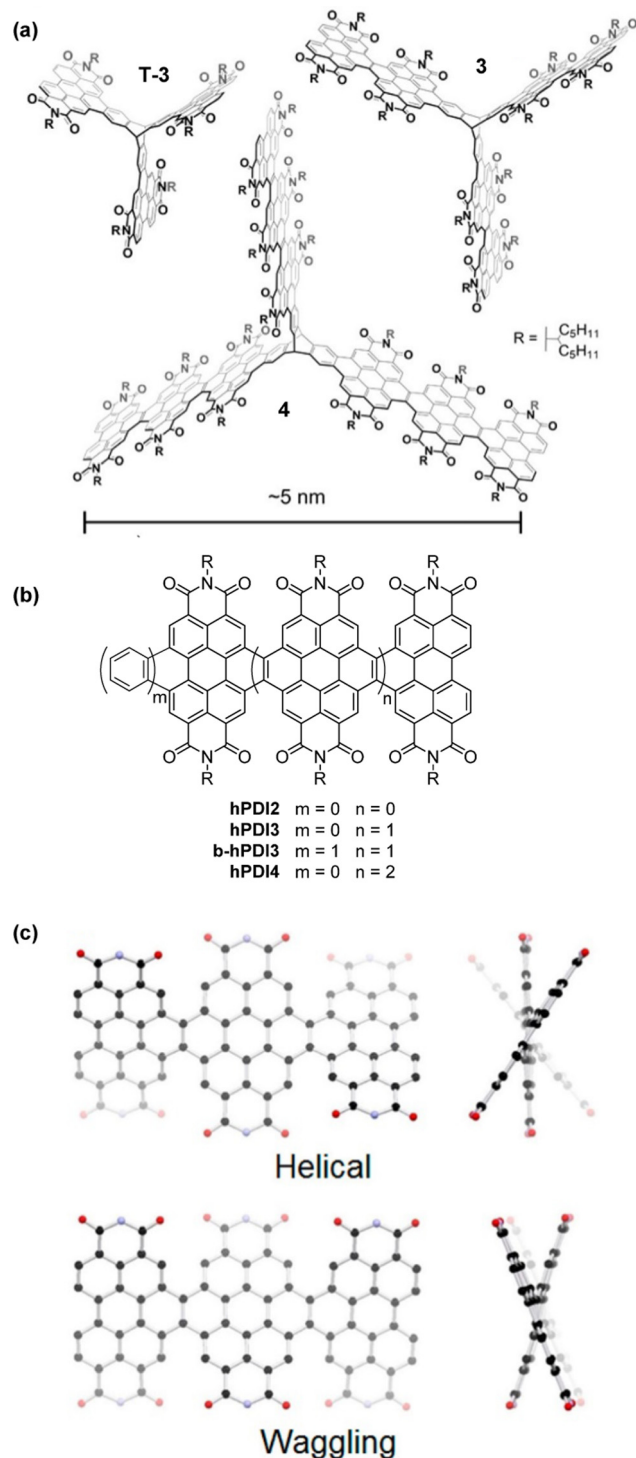 (a)
T-3
3
4
R = C5H11
C5H11
~5 nm
(b)
R R R
O N O O N O O N O
m n
O N O O N O O N O
R R R
hPDI2 m = 0 n = 0
hPDI3 m = 0 n = 1
b-hPDI3 m = 1 n = 1
hPDI4 m = 0 n = 2
(c)
Helical
Waggling